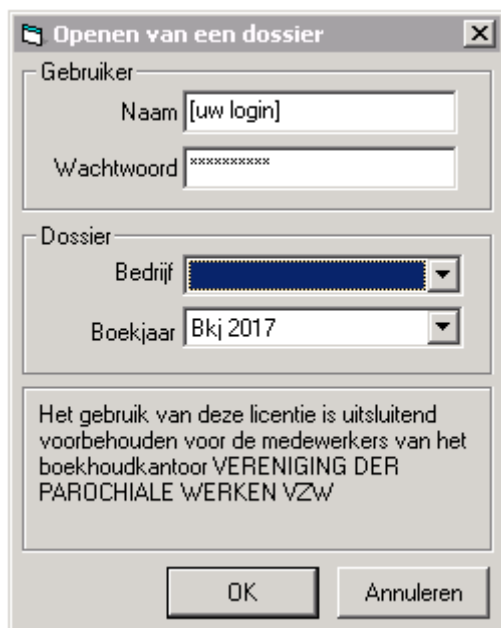 Openen van een dossier
Gebruiker
Naam [uw login]
Wachtwoord **********
Dossier
Bedrijf
Boekjaar Bkj 2017
Het gebruik van deze licentie is uitsluitend
voorbehouden voor de medewerkers van het
boekhoudkantoor VERENIGING DER
PAROCHIALE WERKEN VZW
OK Annuleren